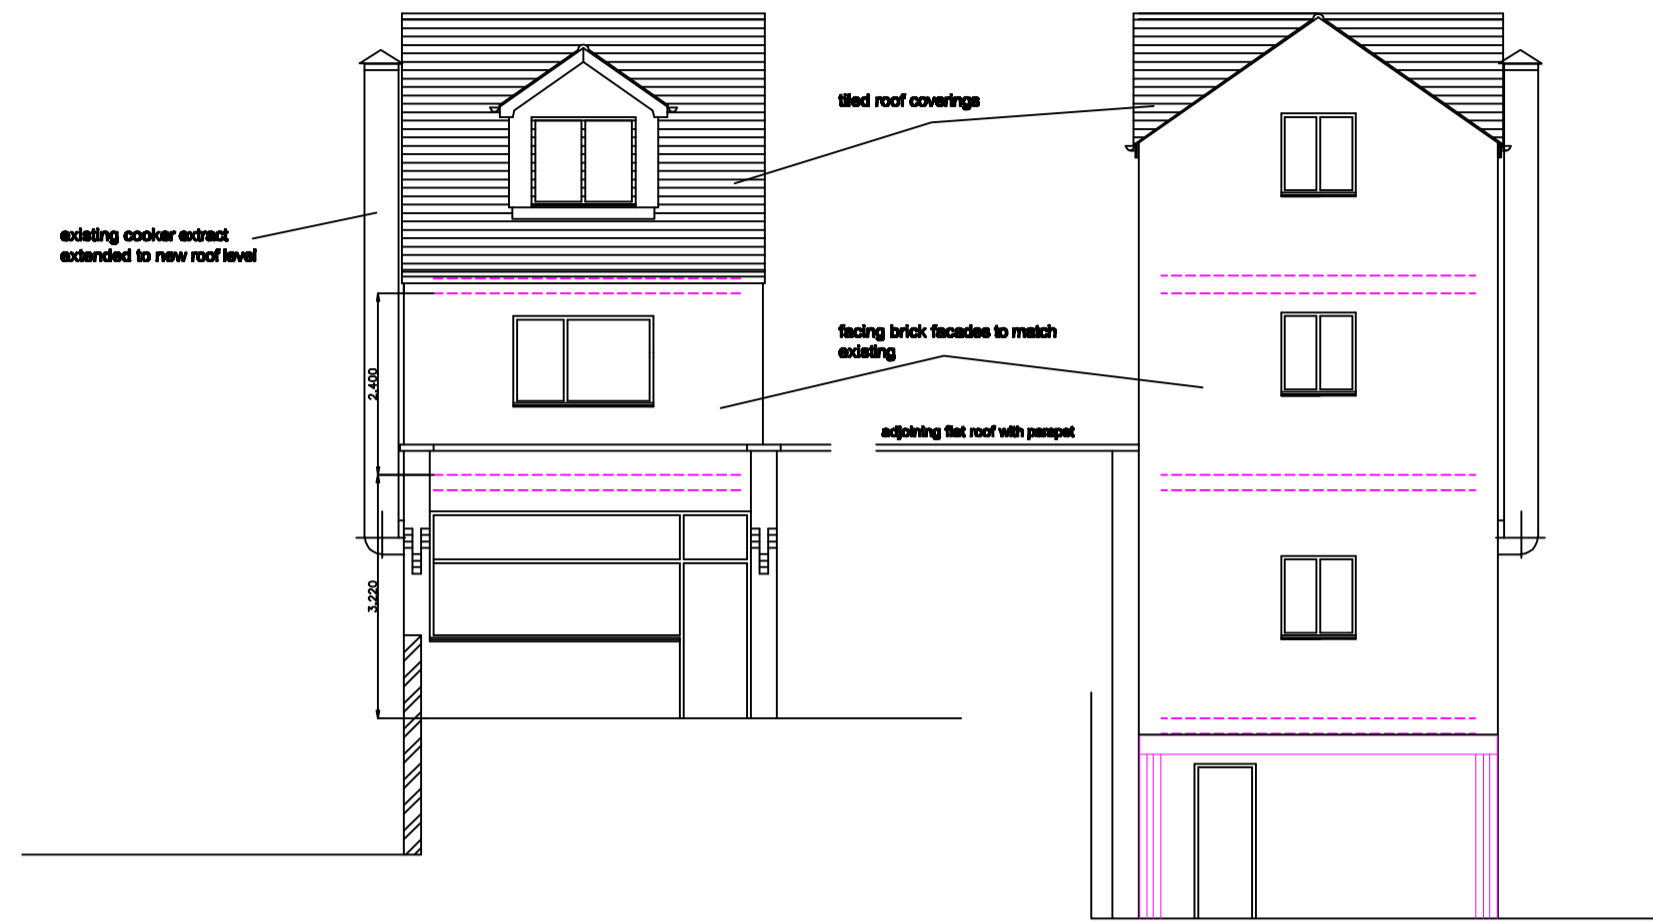 tiled roof coverings
existing cooker extract
extended to new roof level
facing brick facades to match
existing
2.400
adjoining flat roof with parapet
3.220